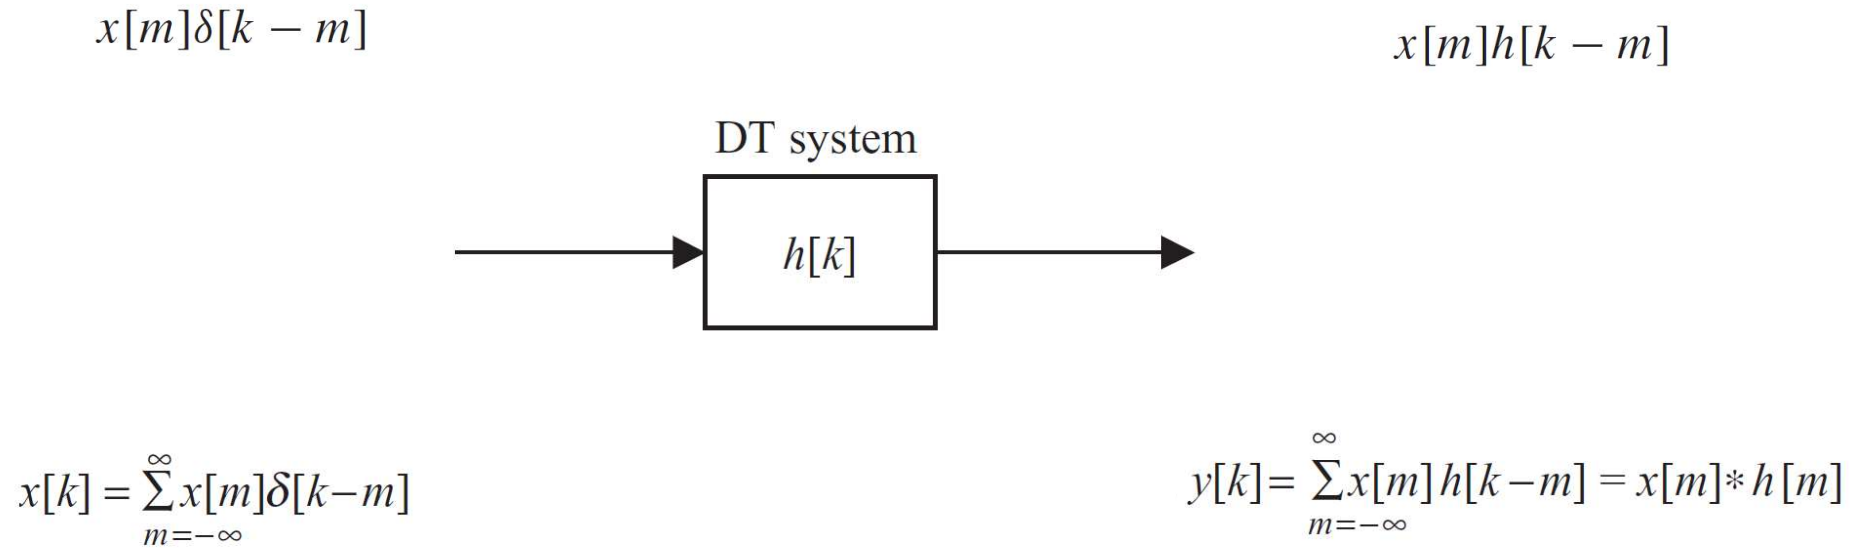 x[m]δ[k − m]
x[m]h[k − m]
DT system
h[k]
x[k] = ∑_{m=−∞}^{∞} x[m]δ[k−m]
y[k] = ∑_{m=−∞}^{∞} x[m] h[k−m] = x[m]*h[m]